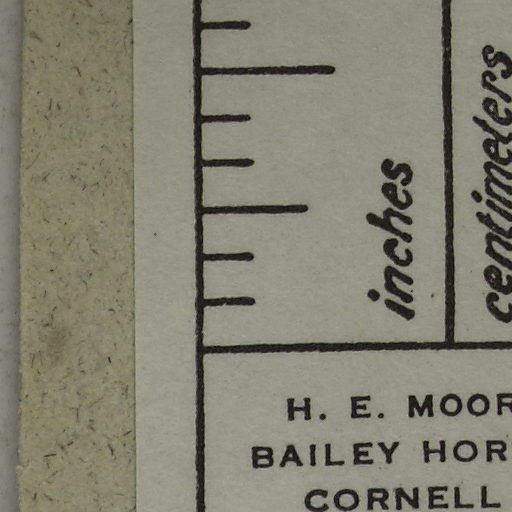 inches
centimeters
H. E. MOOR
BAILEY HOR
CORNELL